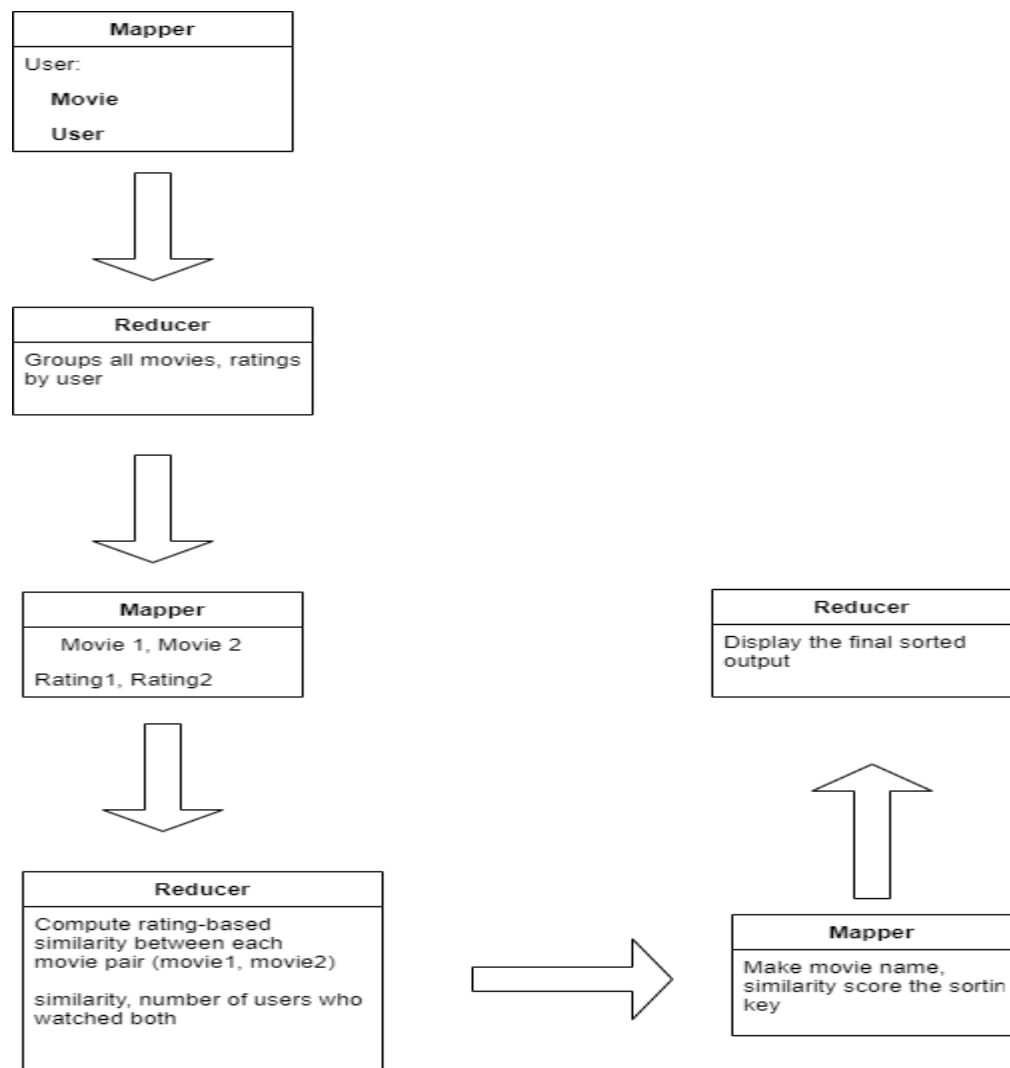 Mapper
User:
Movie
User
Reducer
Groups all movies, ratings
by user
Mapper
Movie 1, Movie 2
Rating1, Rating2
Reducer
Compute rating-based
similarity between each
movie pair (movie1, movie2)
similarity, number of users who
watched both
Mapper
Make movie name,
similarity score the sortin
key
Reducer
Display the final sorted
output